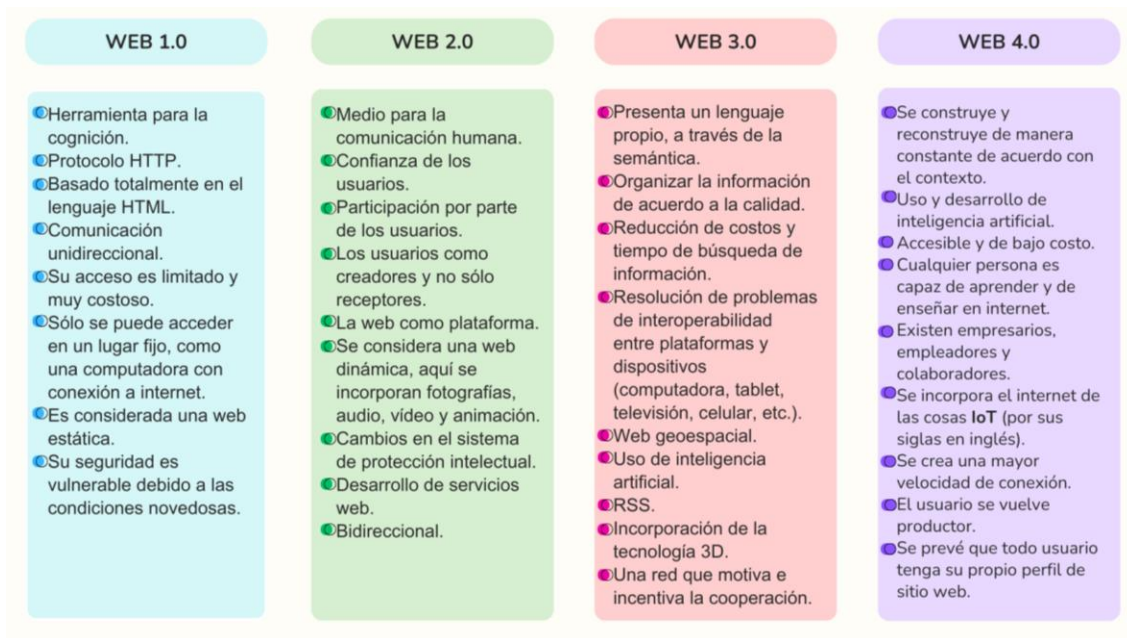 WEB 1.0
Herramienta para la
cognición.
Protocolo HTTP.
Basado totalmente en el
lenguaje HTML.
Comunicación
unidireccional.
Su acceso es limitado y
muy costoso.
Sólo se puede acceder
en un lugar fijo, como
una computadora con
conexión a internet.
Es considerada una web
estática.
Su seguridad es
vulnerable debido a las
condiciones novedosas.
WEB 2.0
Medio para la
comunicación humana.
Confianza de los
usuarios.
Participación por parte
de los usuarios.
Los usuarios como
creadores y no sólo
receptores.
La web como plataforma.
Se considera una web
dinámica, aquí se
incorporan fotografías,
audio, vídeo y animación.
Cambios en el sistema
de protección intelectual.
Desarrollo de servicios
web.
Bidireccional.
WEB 3.0
Presenta un lenguaje
propio, a través de la
semántica.
Organizar la información
de acuerdo a la calidad.
Reducción de costos y
tiempo de búsqueda de
información.
Resolución de problemas
de interoperabilidad
entre plataformas y
dispositivos
(computadora, tablet,
televisión, celular, etc.).
Web geoespacial.
Uso de inteligencia
artificial.
RSS.
Incorporación de la
tecnología 3D.
Una red que motiva e
incentiva la cooperación.
WEB 4.0
Se construye y
reconstruye de manera
constante de acuerdo con
el contexto.
Uso y desarrollo de
inteligencia artificial.
Accesible y de bajo costo.
Cualquier persona es
capaz de aprender y de
enseñar en internet.
Existen empresarios,
empleadores y
colaboradores.
Se incorpora el internet de
las cosas IoT (por sus
siglas en inglés).
Se crea una mayor
velocidad de conexión.
El usuario se vuelve
productor.
Se prevé que todo usuario
tenga su propio perfil de
sitio web.